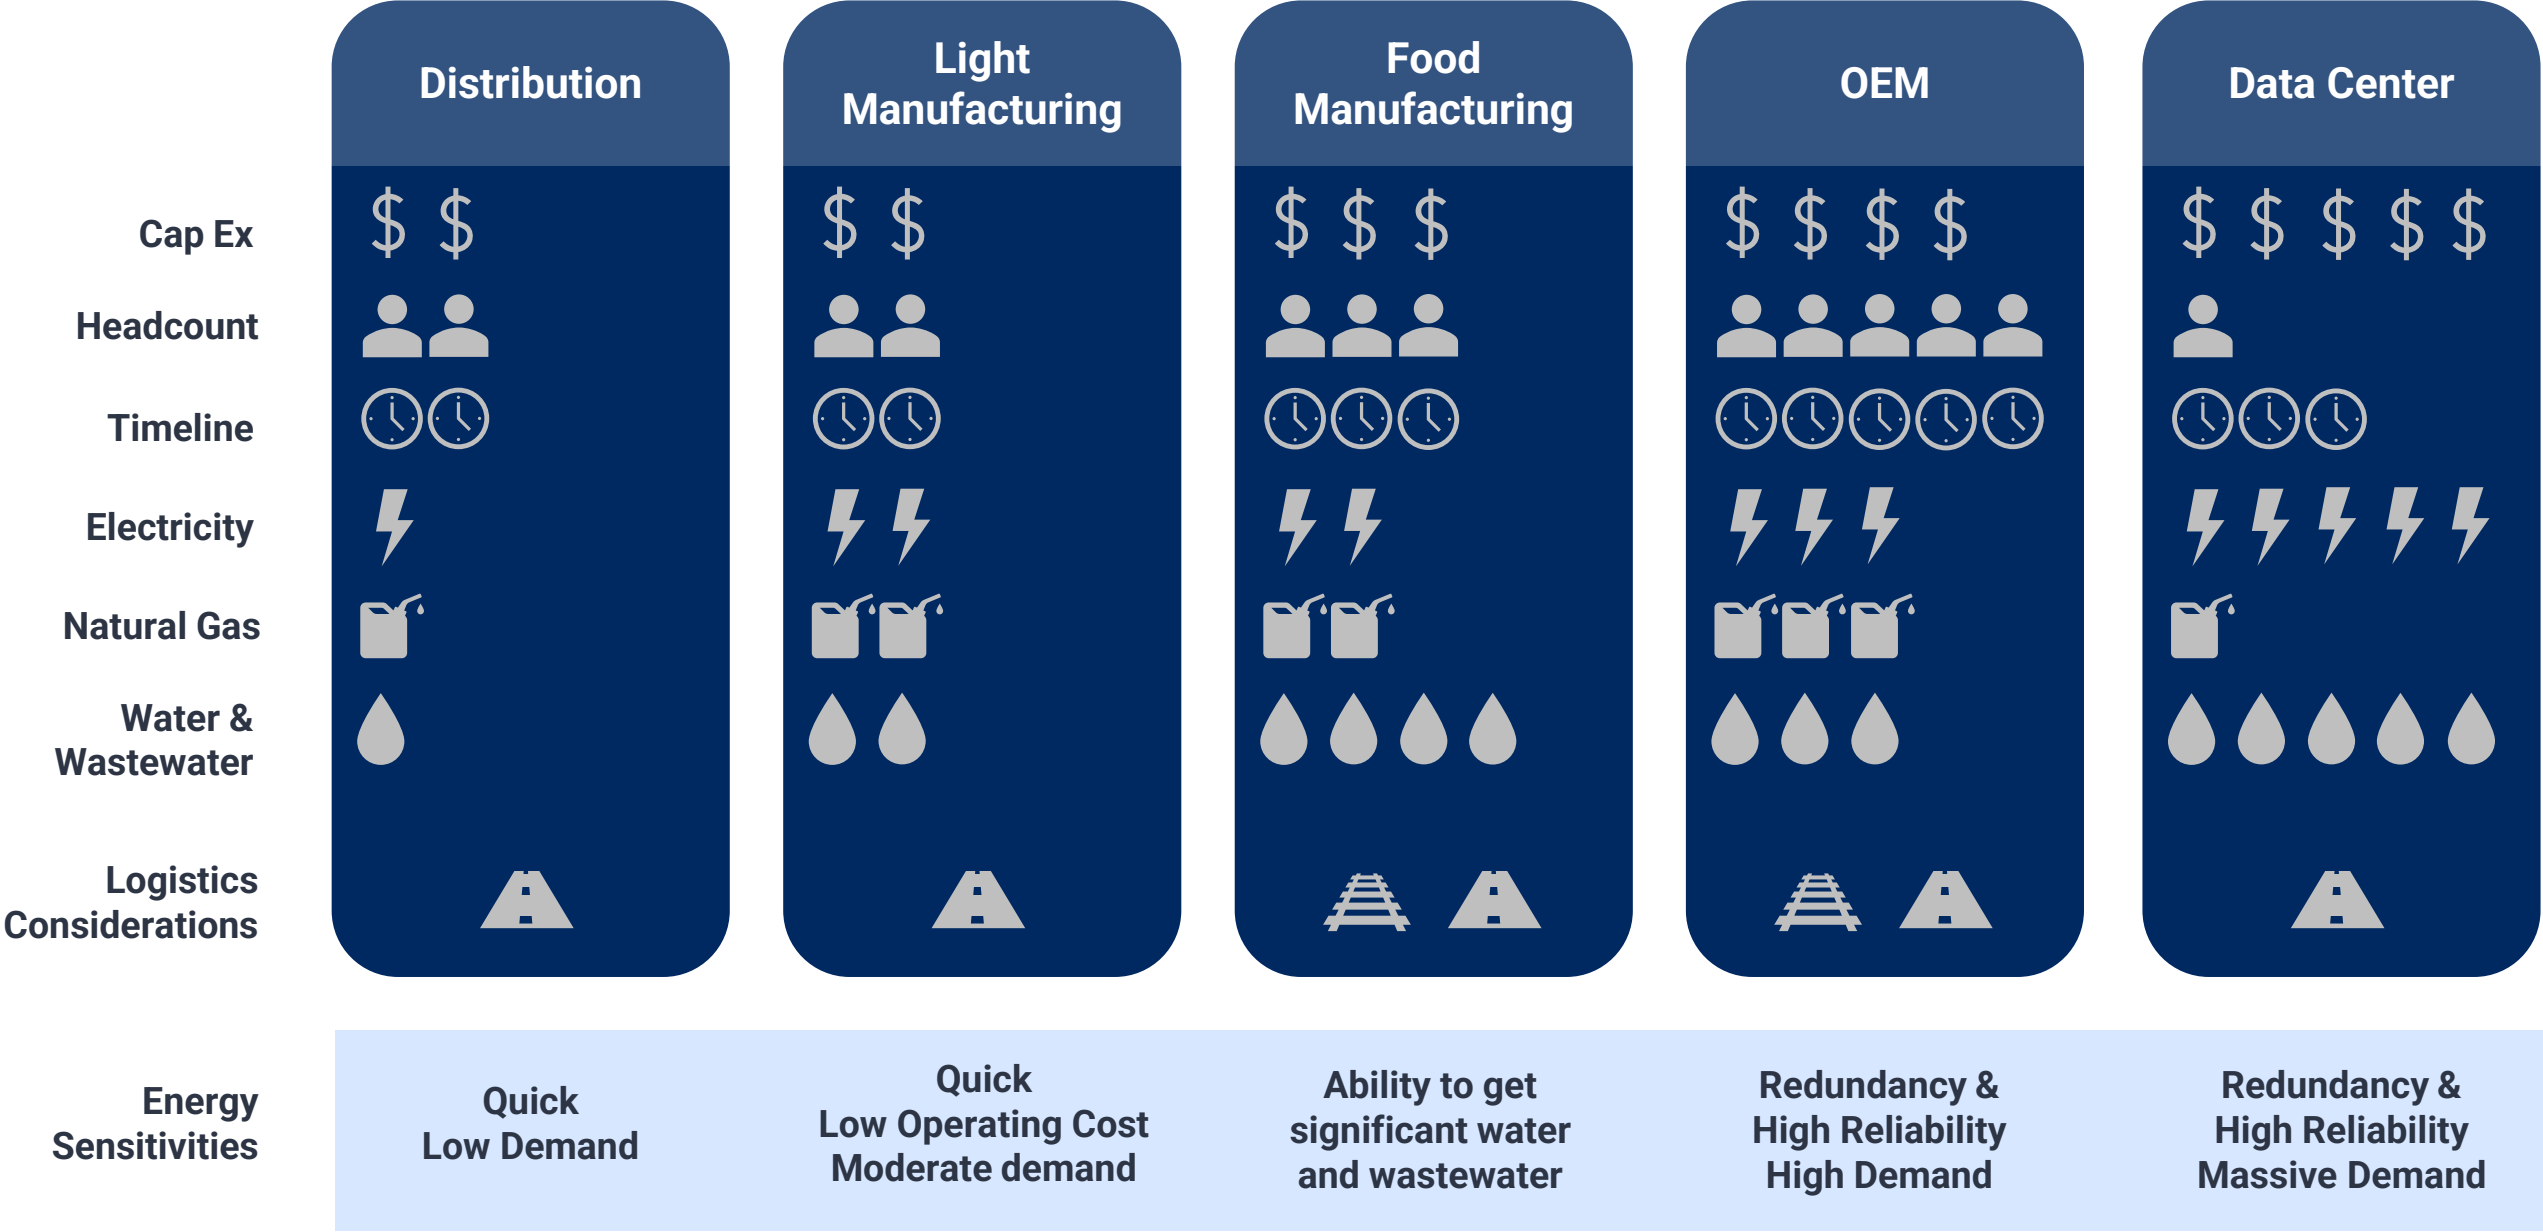 Distribution
Light
Manufacturing
Food
Manufacturing
OEM
Data Center
Cap Ex
Headcount
Timeline
Electricity
Natural Gas
Water &
Wastewater
Logistics
Considerations
Energy
Sensitivities
Quick
Low Demand
Quick
Low Operating Cost
Moderate demand
Ability to get
significant water
and wastewater
Redundancy &
High Reliability
High Demand
Redundancy &
High Reliability
Massive Demand